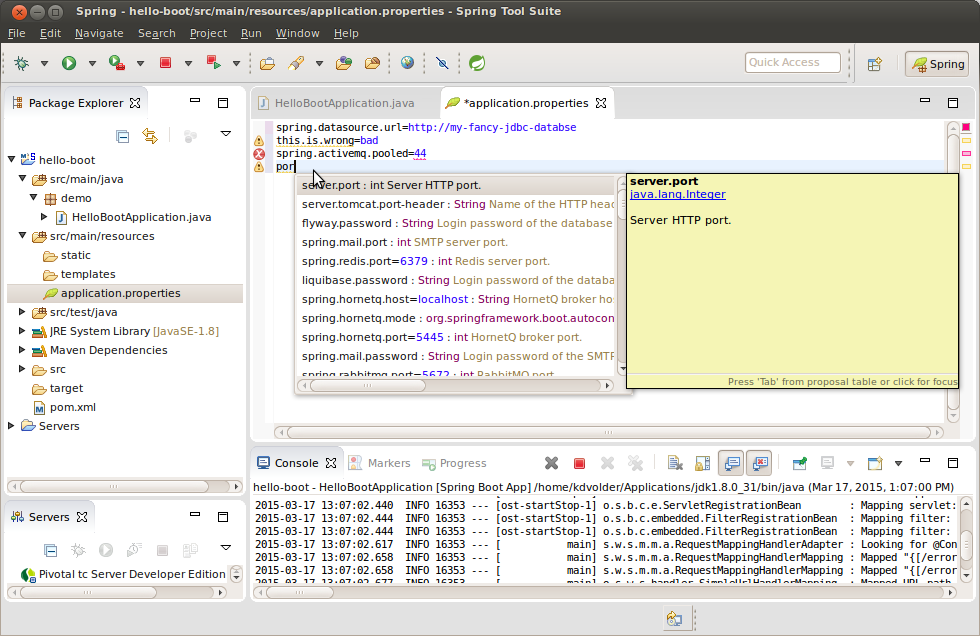 Spring - hello-boot/src/main/resources/application.properties - Spring Tool Suite
File Edit Navigate Search Project Run Window Help
Quick Access
Spring
Package Explorer
hello-boot
src/main/java
demo
HelloBootApplication.java
src/main/resources
static
templates
application.properties
src/test/java
JRE System Library [JavaSE-1.8]
Maven Dependencies
src
target
pom.xml
Servers
Servers
Pivotal tc Server Developer Edition
HelloBootApplication.java
*application.properties
spring.datasource.url=http://my-fancy-jdbc-databse
this.is.wrong=bad
spring.activemq.pooled=44
por
server.port : int Server HTTP port.
server.tomcat.port-header : String Name of the HTTP head
flyway.password : String Login password of the database
spring.mail.port : int SMTP server port.
spring.redis.port=6379 : int Redis server port.
liquibase.password : String Login password of the databa
spring.hornetq.host=localhost : String HornetQ broker ho
spring.hornetq.mode : org.springframework.boot.autocon
spring.hornetq.port=5445 : int HornetQ broker port.
spring.mail.password : String Login password of the SMTP
spring.rabbitmq.port=5672 : int RabbitMQ port.
server.port
java.lang.Integer
Server HTTP port.
Press 'Tab' from proposal table or click for focus
Console
Markers
Progress
hello-boot - HelloBootApplication [Spring Boot App] /home/kdvolder/Applications/jdk1.8.0_31/bin/java (Mar 17, 2015, 1:07:00 PM)
2015-03-17 13:07:02.440 INFO 16353 --- [ost-startStop-1] o.s.b.c.e.ServletRegistrationBean : Mapping servlet:
2015-03-17 13:07:02.444 INFO 16353 --- [ost-startStop-1] o.s.b.c.embedded.FilterRegistrationBean : Mapping filter:
2015-03-17 13:07:02.444 INFO 16353 --- [ost-startStop-1] o.s.b.c.embedded.FilterRegistrationBean : Mapping filter:
2015-03-17 13:07:02.617 INFO 16353 --- [ main] s.w.s.m.m.a.RequestMappingHandlerAdapter : Looking for @Con
2015-03-17 13:07:02.658 INFO 16353 --- [ main] s.w.s.m.m.a.RequestMappingHandlerMapping : Mapped "{[/error
2015-03-17 13:07:02.658 INFO 16353 --- [ main] s.w.s.m.m.a.RequestMappingHandlerMapping : Mapped "{[/error
2015-03-17 13:07:02.677 INFO 16353 --- [ main] o.s.w.s.handler.SimpleUrlHandlerMapping : Mapped URL path